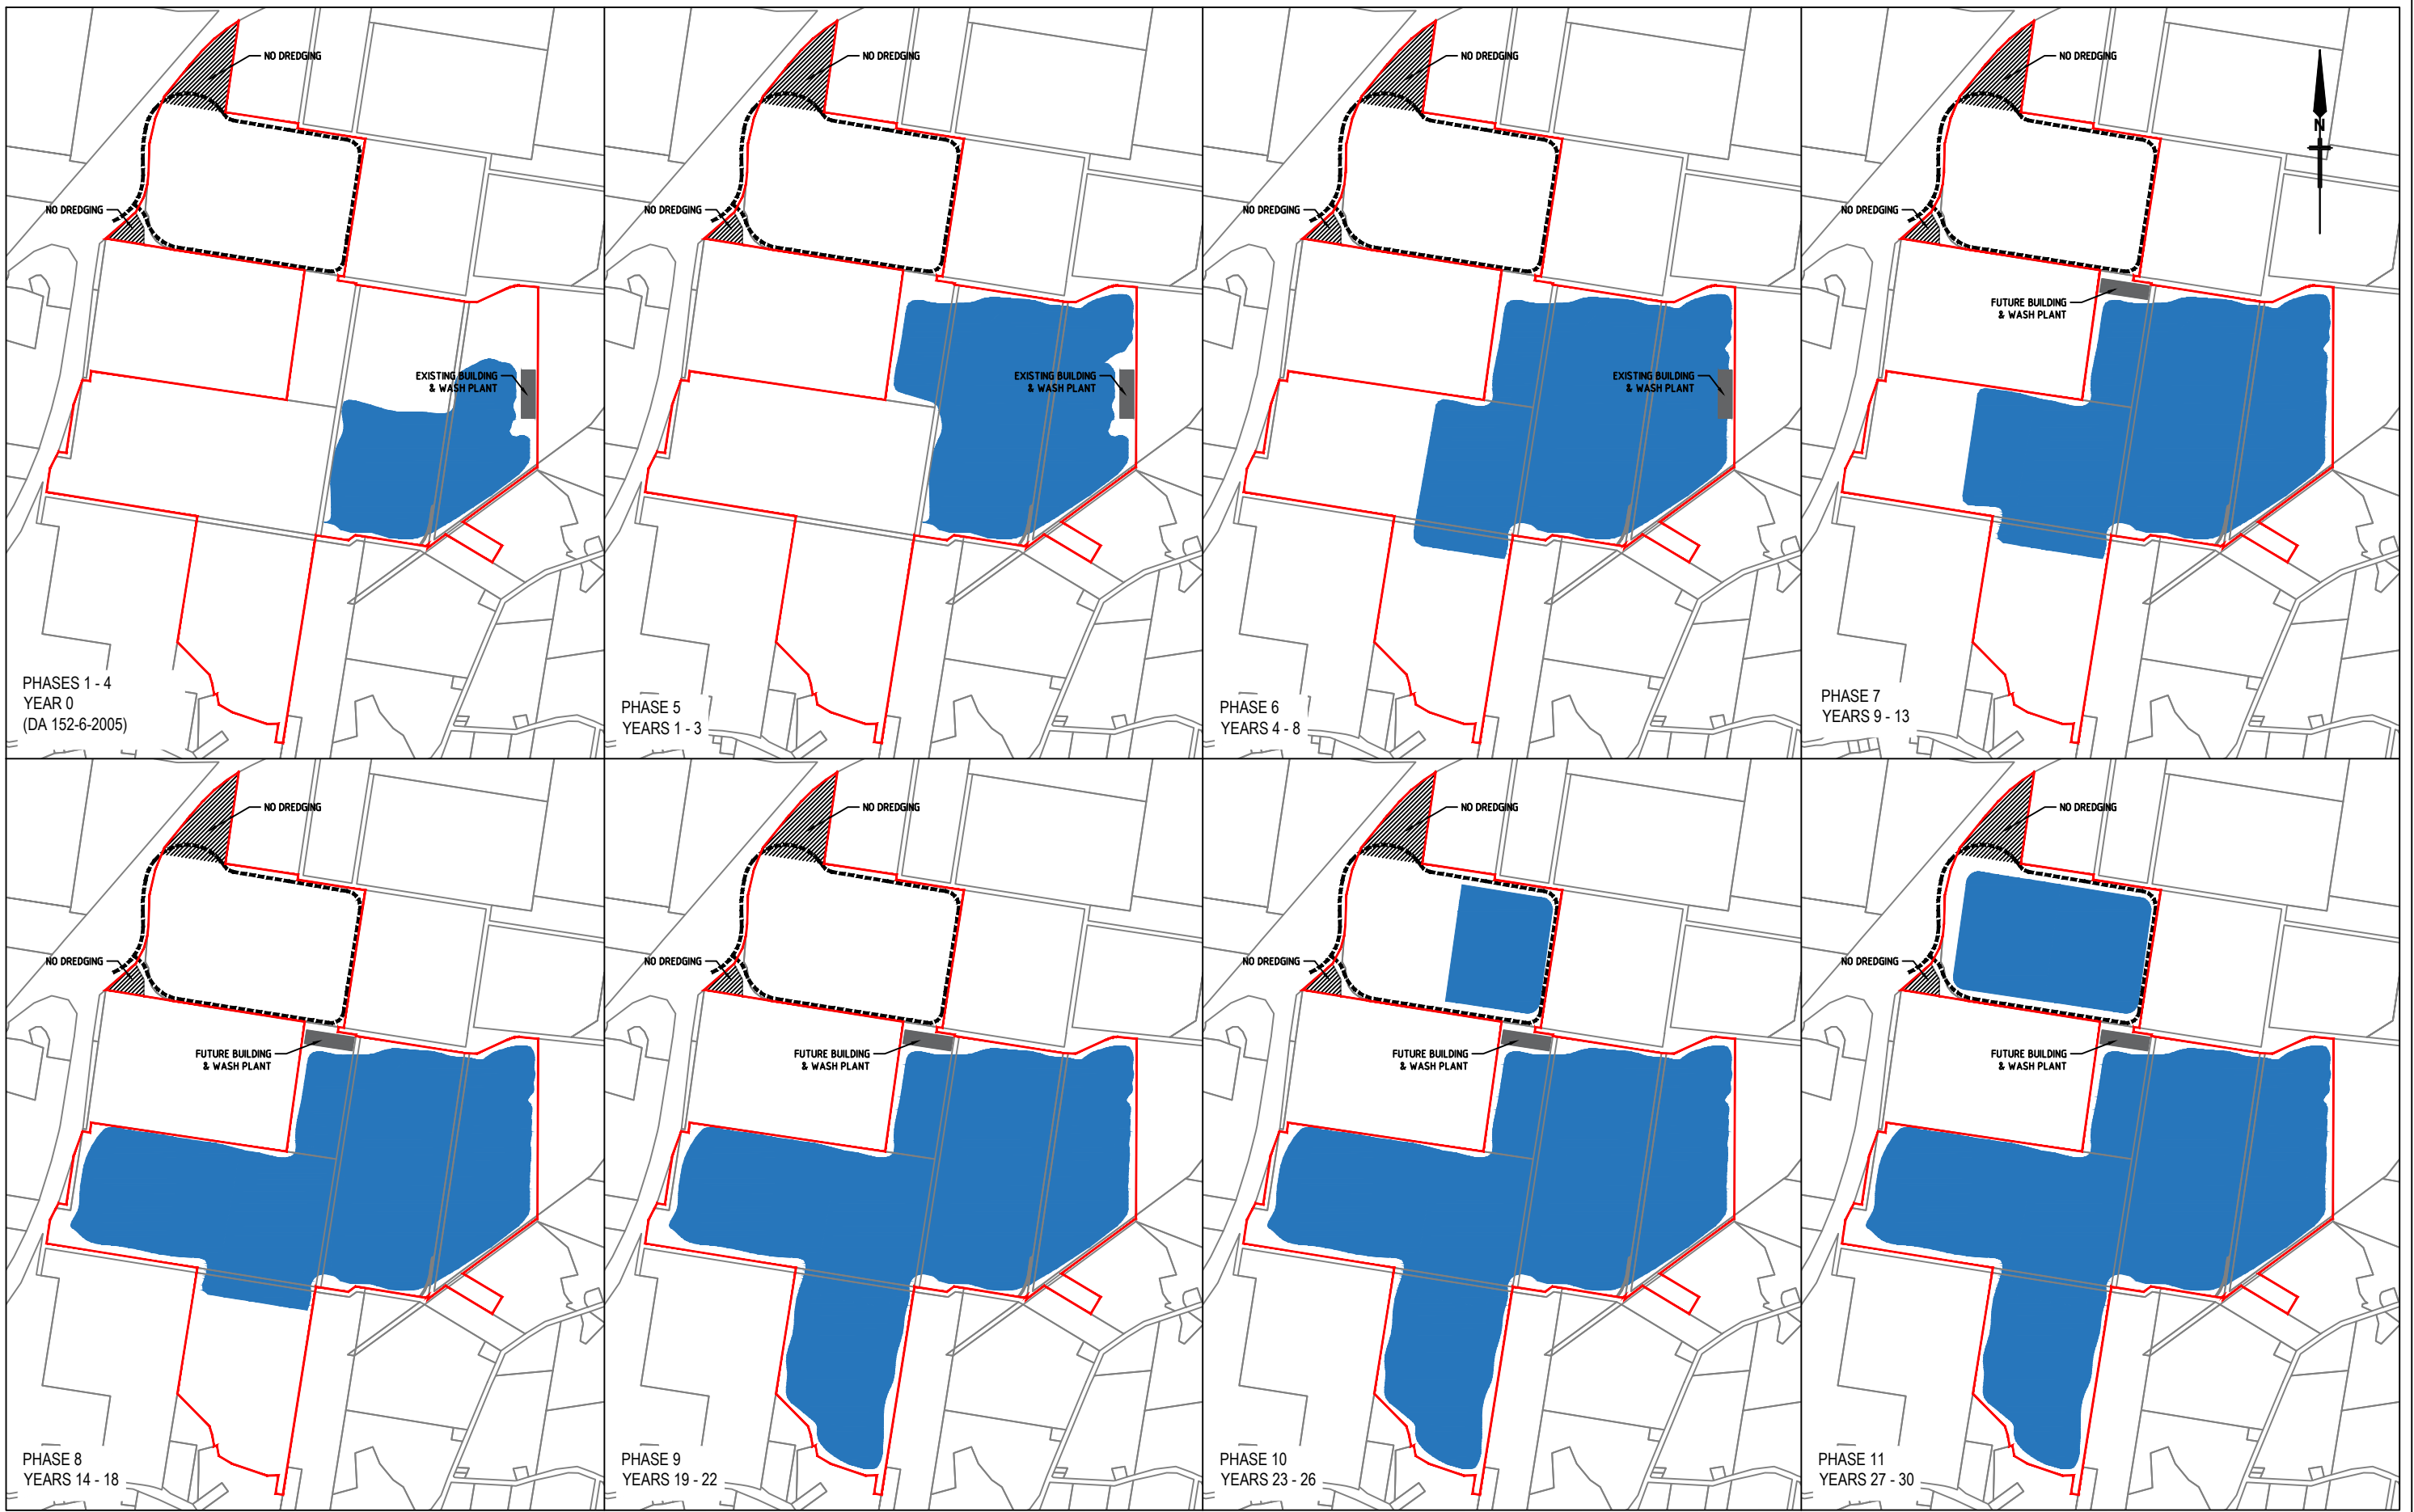 NO DREDGING
NO DREDGING
EXISTING BUILDING
& WASH PLANT
PHASES 1 - 4
YEAR 0
(DA 152-6-2005)
NO DREDGING
NO DREDGING
EXISTING BUILDING
& WASH PLANT
PHASE 5
YEARS 1 - 3
NO DREDGING
NO DREDGING
EXISTING BUILDING
& WASH PLANT
PHASE 6
YEARS 4 - 8
NO DREDGING
N
NO DREDGING
FUTURE BUILDING
& WASH PLANT
PHASE 7
YEARS 9 - 13
NO DREDGING
NO DREDGING
FUTURE BUILDING
& WASH PLANT
PHASE 8
YEARS 14 - 18
NO DREDGING
NO DREDGING
FUTURE BUILDING
& WASH PLANT
PHASE 9
YEARS 19 - 22
NO DREDGING
NO DREDGING
FUTURE BUILDING
& WASH PLANT
PHASE 10
YEARS 23 - 26
NO DREDGING
NO DREDGING
FUTURE BUILDING
& WASH PLANT
PHASE 11
YEARS 27 - 30